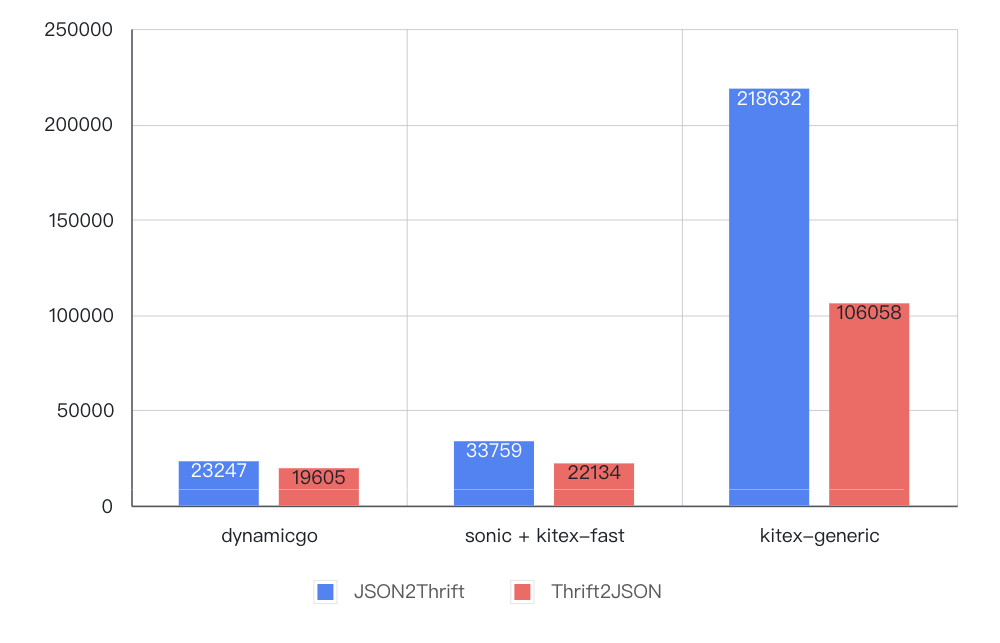 250000
200000
150000
100000
50000
0
218632
106058
33759
22134
23247
19605
dynamicgo
sonic + kitex-fast
kitex-generic
JSON2Thrift
Thrift2JSON